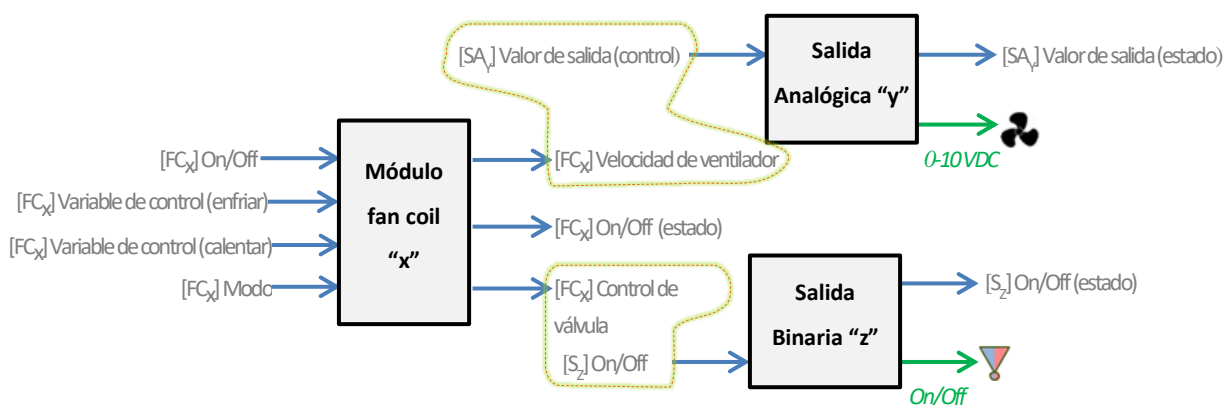 [SAy] Valor de salida (control)
Salida
Analógica “y”
[SAy] Valor de salida (estado)
0-10 VDC
[FCx] On/Off
[FCx] Variable de control (enfriar)
[FCx] Variable de control (calentar)
[FCx] Modo
Módulo
fan coil
“x”
[FCx] Velocidad de ventilador
[FCx] On/Off (estado)
[FCx] Control de
válvula
[Sz] On/Off
Salida
Binaria “z”
[Sz] On/Off (estado)
On/Off